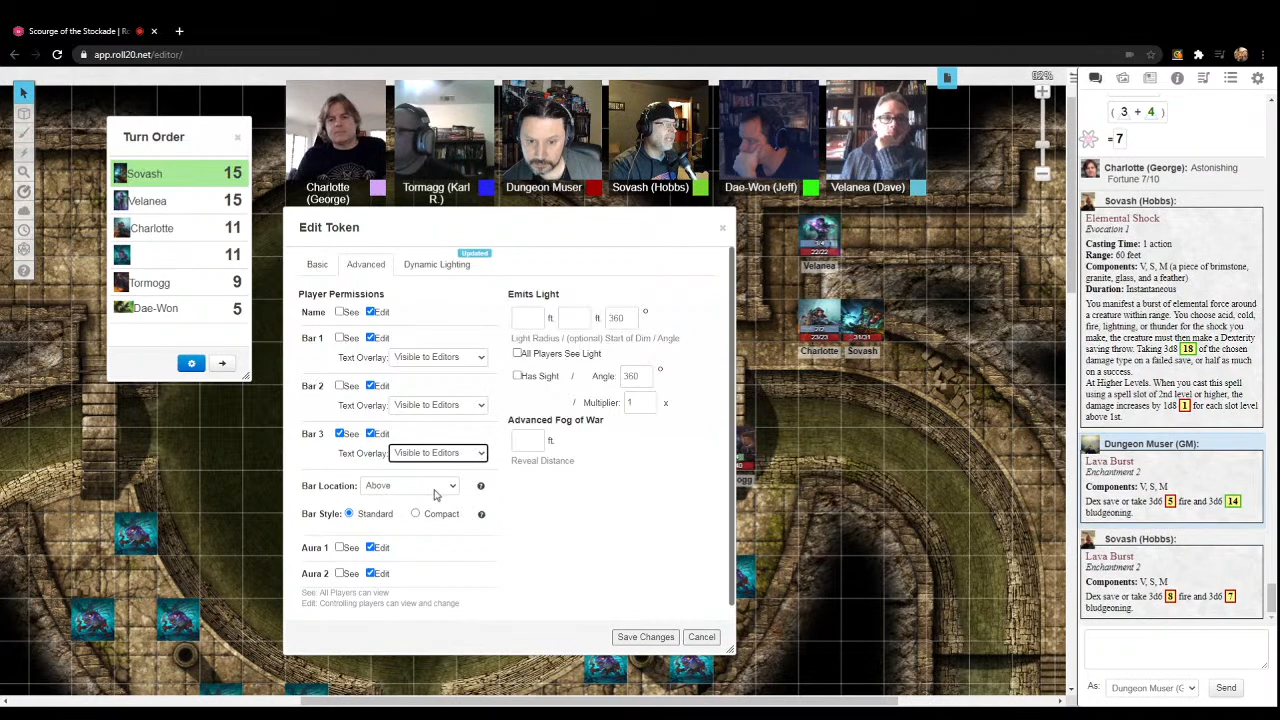 Scourge of the Stockade | Ro
app.roll20.net/editor/
92%
Turn Order
Sovash 15
Velanea 15
Charlotte 11
11
Tormogg 9
Dae-Won 5
Charlotte (George)
Tormagg (Karl R.)
Dungeon Muser
Sovash (Hobbs)
Dae-Won (Jeff)
Velanea (Dave)
Edit Token
Updated
Basic
Advanced
Dynamic Lighting
Player Permissions
Name See Edit
Bar 1 See Edit
Text Overlay: Visible to Editors
Bar 2 See Edit
Text Overlay: Visible to Editors
Bar 3 See Edit
Text Overlay: Visible to Editors
Bar Location: Above
Bar Style: Standard Compact
Aura 1 See Edit
Aura 2 See Edit
See: All Players can view
Edit: Controlling players can view and change
Emits Light
ft. ft 360 o
Light Radius / (optional) Start of Dim / Angle
All Players See Light
Has Sight / Angle: 360 o
/ Multiplier: 1 x
Advanced Fog of War
ft.
Reveal Distance
Save Changes
Cancel
3/4
22/22
Velanea
2/2
23/23
31/31
Charlotte
Sovash
ogg
( 3 + 4 )
= 7
Charlotte (George): Astonishing
Fortune 7/10
Sovash (Hobbs):
Elemental Shock
Evocation 1
Casting Time: 1 action
Range: 60 feet
Components: V, S, M (a piece of brimstone,
granite, glass, and a feather)
Duration: Instantaneous
You manifest a burst of elemental force around
a creature within range. You choose acid, cold,
fire, lightning, or thunder for the shock you
make, the creature must then make a Dexterity
saving throw. Taking 3d8 18 of the chosen
damage type on a failed save, or half as much
on a success.
At Higher Levels. When you cast this spell
using a spell slot of 2nd level or higher, the
damage increases by 1d8 1 for each slot level
above 1st.
Dungeon Muser (GM):
Lava Burst
Enchantment 2
Components: V, S, M
Dex save or take 3d6 5 fire and 3d6 14
bludgeoning.
Sovash (Hobbs):
Lava Burst
Enchantment 2
Components: V, S, M
Dex save or take 3d6 8 fire and 3d6 7
bludgeoning.
As: Dungeon Muser (G
Send